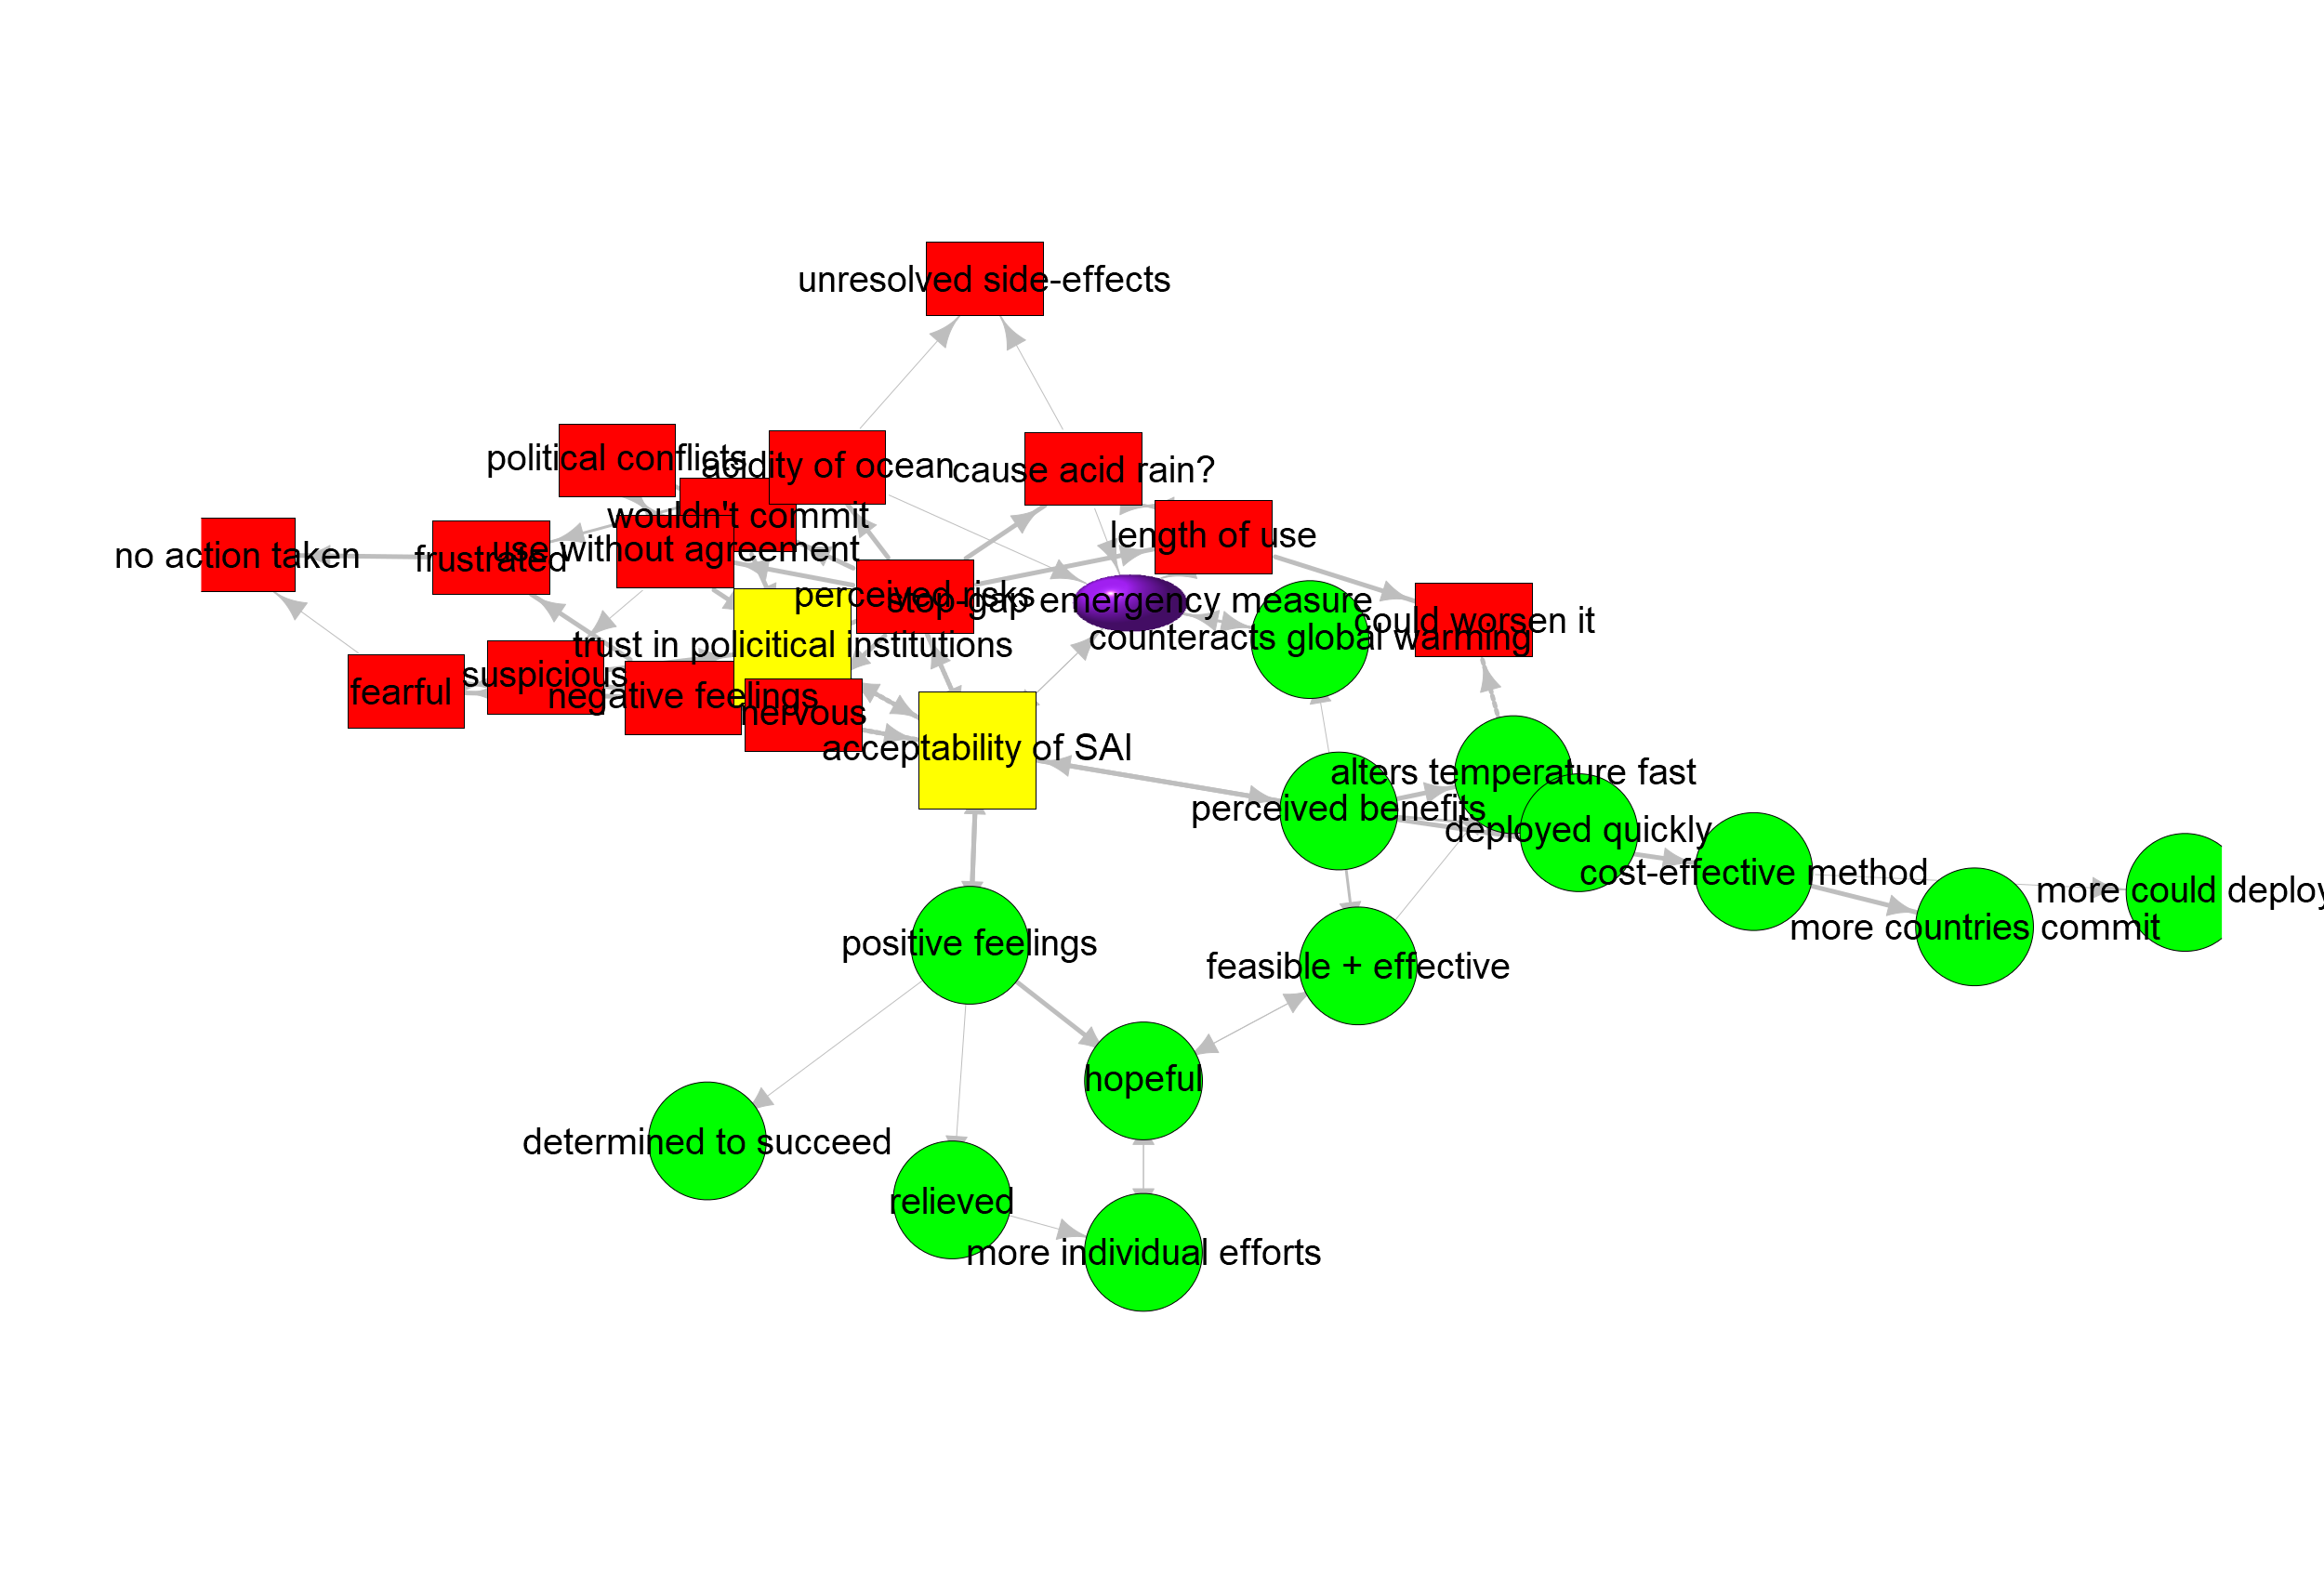 unresolved side-effects
political conflicts
acidity of ocean
cause acid rain?
wouldn't commit
length of use
no action taken
frustrated
use without agreement
perceived risks
stop-gap emergency measure
could worsen it
trust in policitical institutions
counteracts global warming
suspicious
fearful
negative feelings
nervous
acceptability of SAI
alters temperature fast
perceived benefits
deployed quickly
cost-effective method
more could deploy
more countries commit
positive feelings
feasible + effective
hopeful
determined to succeed
relieved
more individual efforts